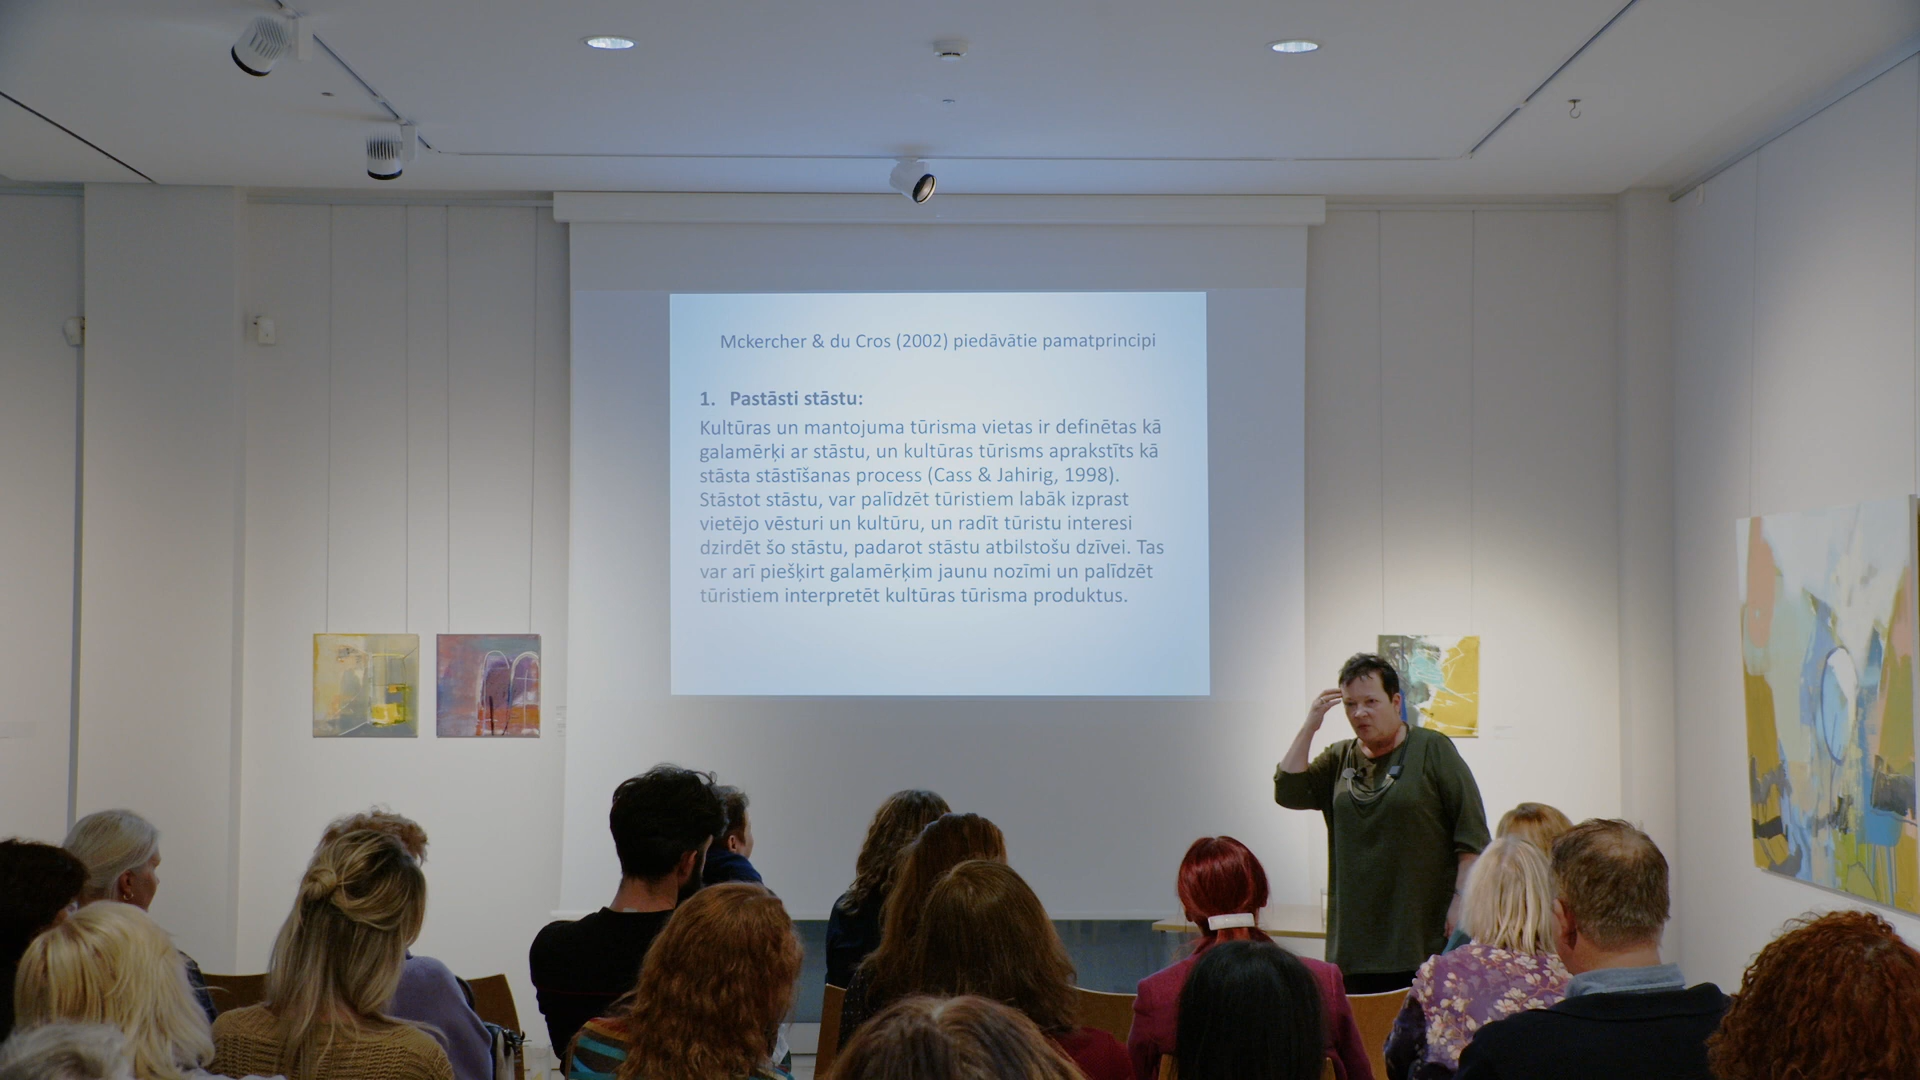 Mckercher & du Cros (2002) piedāvātie pamatprincipi
1. Pastāsti stāstu:
Kultūras un mantojuma tūrisma vietas ir definētas kā
galamērķi ar stāstu, un kultūras tūrisms aprakstīts kā
stāsta stāstīšanas process (Cass & Jahirig, 1998).
Stāstot stāstu, var palīdzēt tūristiem labāk izprast
vietējo vēsturi un kultūru, un radīt tūristu interesi
dzirdēt šo stāstu, padarot stāstu atbilstošu dzīvei. Tas
var arī piešķirt galamērķim jaunu nozīmi un palīdzēt
tūristiem interpretēt kultūras tūrisma produktus.